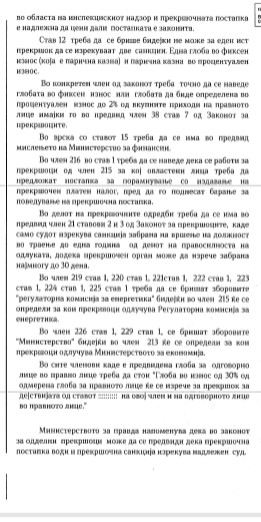 во областа на инспекцискиот надзор и прекршочната постапка
е надлежна да цени дали постапката е законита.
Став 12 треба да се брише бидејќи не може за еден ист
прекршок да се изрекуваат две санкции. Една глоба во фиксен
износ (која е парична казна) и парична казна во процентуален
износ.
Во конкретен член од законот треба точно да се наведе
глобата во фиксен износ или глобата да биде определена во
процентуален износ до 2% од вкупните приходи на правното
лице имајќи го во предвид член 38 став 7 од Законот за
прекршоците.
Во врска со ставот 15 треба да се има во предвид
мислењето на Министерство за финансии.
Во член 216 во став 1 треба да се наведе дека се работи за
прекршоци од член 215 за кој овластени лица треба да
предложат постапка за порамнување со издавање на
прекршочен платен налог, пред да го поднесат барање за
поведување на прекршочна постапка.
Во делот на прекршочните одредби треба да се има во
предвид член 21 ставови 2 и 3 од Законот за прекршоците, каде
само судот изрекува санкција забрана на вршење на должност
во траење до една година од денот на правосилноста на
одлуката, додека прекршочен орган може да изрече забрана
најмногу до 30 дена.
Во член 219 став 1, 220 став 1, 221став 1, 222 став 1, 223
став 1, 224 став 1, 225 став 1 треба да се бришат зборовите
"регулаторна комисија за енергетика" бидејќи во член 215 ќе се
определи за кои прекршоци одлучува Регулаторна комисија за
енергетика.
Во член 226 став 1, 229 став 1, се бришат зборовите
"Министерство" бидејќи во член 213 ќе се определи за кои
прекршоци одлучува Министерството за економија.
Во сите членови каде е предвидена глоба за одговорно
лице во правно лице треба да стои "Глоба во износ од 30% од
одмерена глоба за правното лице ќе се изрече за прекршок за
дејствијата од ставот :::::::::: на овој член и на одговорното лице
во правното лице."
Министерството за правда напоменува дека во законот
за одделни прекршоци може да се предвиди дека прекршочна
постапка води и прекршочна санкција изрекува надлежен суд.